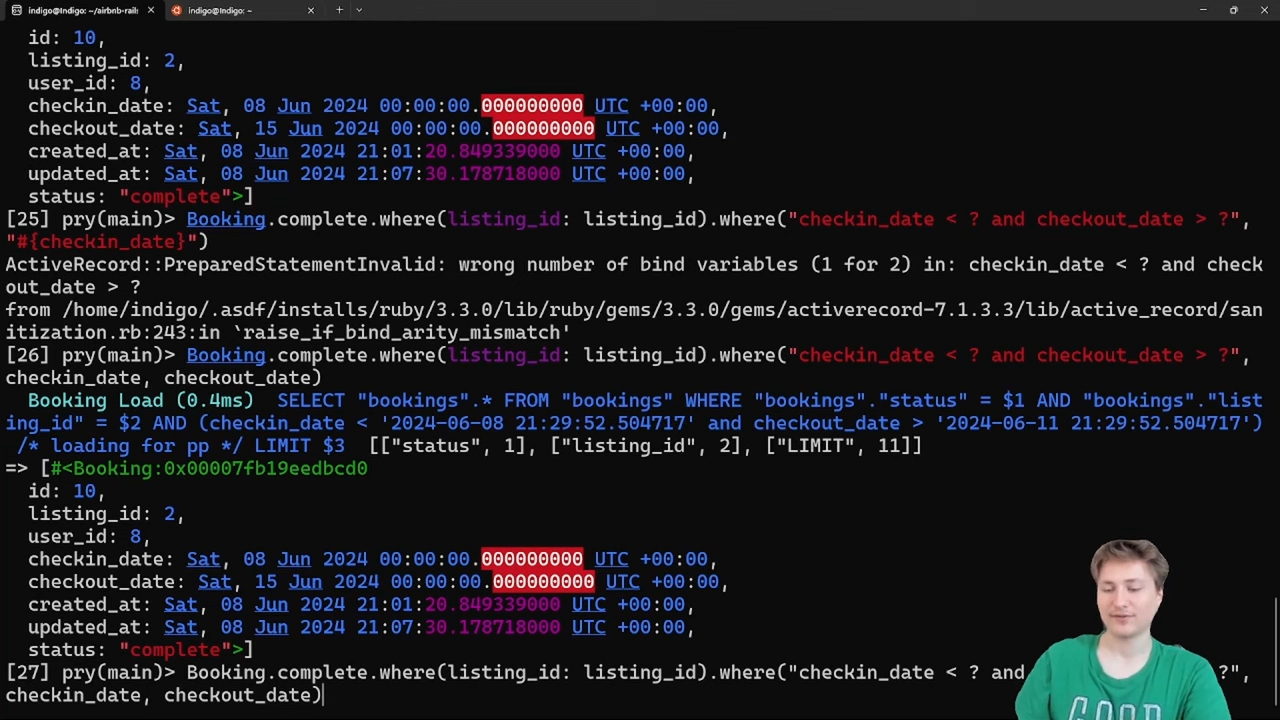 indigo@Indigo: ~/airbnb-rail
indigo@Indigo: ~
id: 10,
listing_id: 2,
user_id: 8,
checkin_date: Sat, 08 Jun 2024 00:00:00.000000000 UTC +00:00,
checkout_date: Sat, 15 Jun 2024 00:00:00.000000000 UTC +00:00,
created_at: Sat, 08 Jun 2024 21:01:20.849339000 UTC +00:00,
updated_at: Sat, 08 Jun 2024 21:07:30.178718000 UTC +00:00,
status: "complete">]
[25] pry(main)> Booking.complete.where(listing_id: listing_id).where("checkin_date < ? and checkout_date > ?",
"#{checkin_date}")
ActiveRecord::PreparedStatementInvalid: wrong number of bind variables (1 for 2) in: checkin_date < ? and check
out_date > ?
from /home/indigo/.asdf/installs/ruby/3.3.0/lib/ruby/gems/3.3.0/gems/activerecord-7.1.3.3/lib/active_record/san
itization.rb:243:in `raise_if_bind_arity_mismatch'
[26] pry(main)> Booking.complete.where(listing_id: listing_id).where("checkin_date < ? and checkout_date > ?",
checkin_date, checkout_date)
Booking Load (0.4ms)  SELECT "bookings".* FROM "bookings" WHERE "bookings"."status" = $1 AND "bookings"."list
ing_id" = $2 AND (checkin_date < '2024-06-08 21:29:52.504717' and checkout_date > '2024-06-11 21:29:52.504717')
/* loading for pp */ LIMIT $3  [["status", 1], ["listing_id", 2], ["LIMIT", 11]]
=> [#<Booking:0x00007fb19eedbcd0
id: 10,
listing_id: 2,
user_id: 8,
checkin_date: Sat, 08 Jun 2024 00:00:00.000000000 UTC +00:00,
checkout_date: Sat, 15 Jun 2024 00:00:00.000000000 UTC +00:00,
created_at: Sat, 08 Jun 2024 21:01:20.849339000 UTC +00:00,
updated_at: Sat, 08 Jun 2024 21:07:30.178718000 UTC +00:00,
status: "complete">]
[27] pry(main)> Booking.complete.where(listing_id: listing_id).where("checkin_date < ? and ?",
checkin_date, checkout_date)